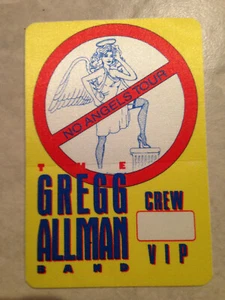 NO ANGELS TOUR
THE
GREGG
ALLMAN
BAND
CREW
VIP